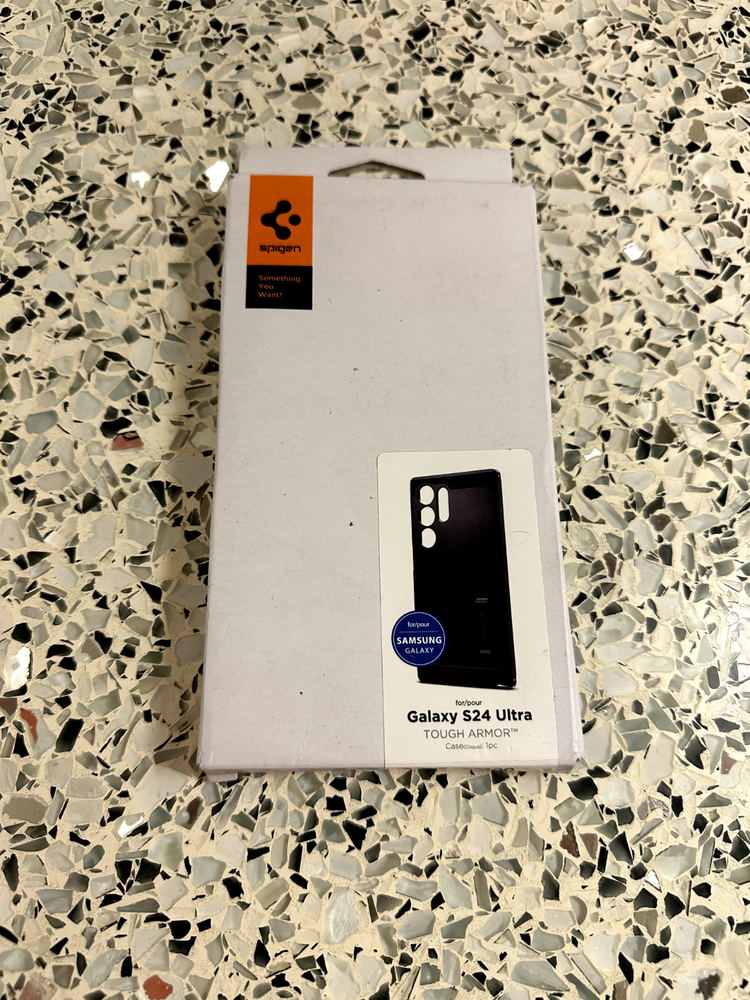 spigen
Something
You
Want!
for/pour
SAMSUNG
GALAXY
for/pour
Galaxy S24 Ultra
TOUGH ARMOR™
Case(Coque): 1pc